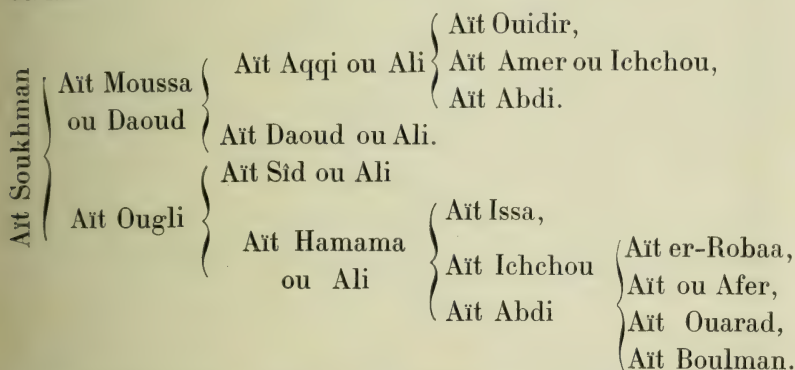 Aït Soukhman
Aït Moussa
ou Daoud
Aït Aqqi ou Ali
Aït Ouidir,
Aït Amer ou Ichchou,
Aït Abdi.
Aït Daoud ou Ali.
Aït Ougli
Aït Sîd ou Ali
Aït Hamama
ou Ali
Aït Issa,
Aït Ichchou
Aït Abdi
Aït er-Robaa,
Aït ou Afer,
Aït Ouarad,
Aït Boulman.